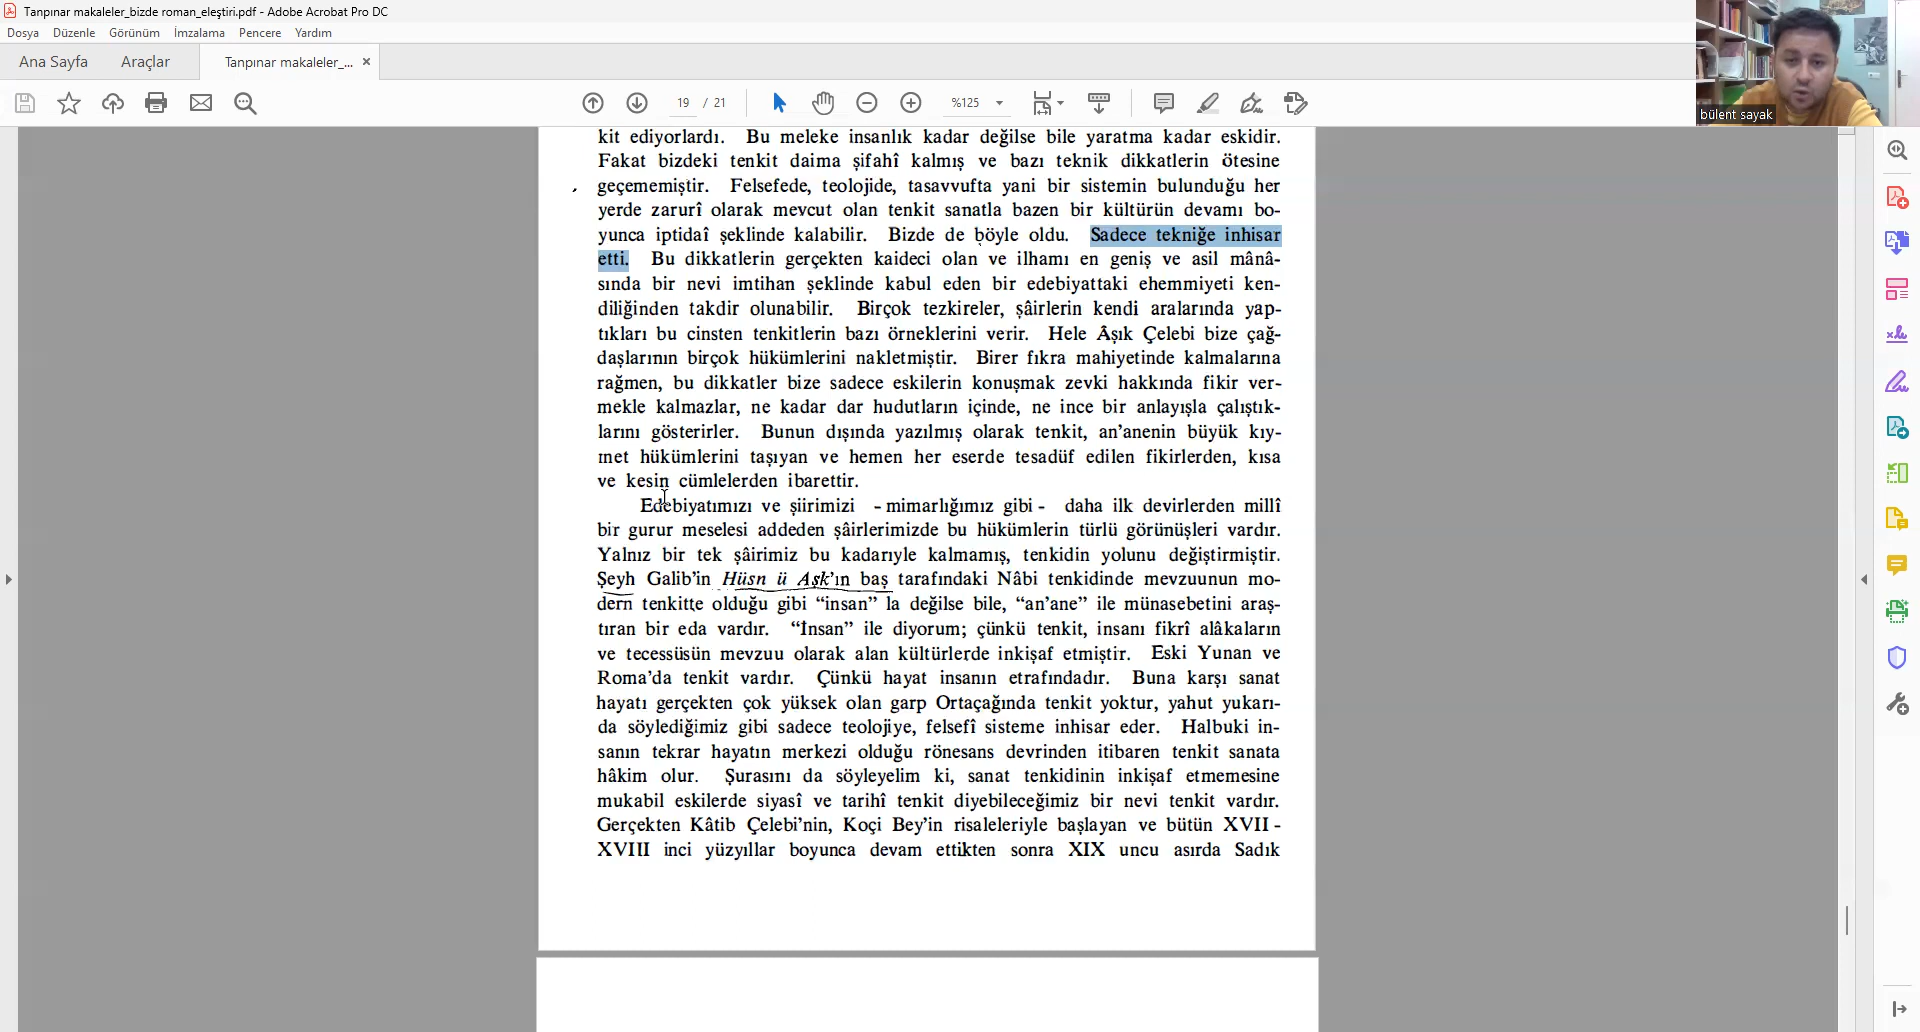 Tanpınar makaleler_bizde roman_eleştiri.pdf - Adobe Acrobat Pro DC
Dosya Düzenle Görünüm İmzalama Pencere Yardım
Ana Sayfa Araçlar Tanpınar makaleler_... ×
19 / 21 %125
bülent sayak
kit ediyorlardı. Bu meleke insanlık kadar değilse bile yaratma kadar eskidir.
Fakat bizdeki tenkit daima şifahî kalmış ve bazı teknik dikkatlerin ötesine
geçememiştir. Felsefede, teolojide, tasavvufta yani bir sistemin bulunduğu her
yerde zarurî olarak mevcut olan tenkit sanatla bazen bir kültürün devamı bo-
yunca iptidaî şeklinde kalabilir. Bizde de böyle oldu. Sadece tekniğe inhisar
etti. Bu dikkatlerin gerçekten kaideci olan ve ilhamı en geniş ve asil mânâ-
sında bir nevi imtihan şeklinde kabul eden bir edebiyattaki ehemmiyeti ken-
diliğinden takdir olunabilir. Birçok tezkireler, şâirlerin kendi aralarında yap-
tıkları bu cinsten tenkitlerin bazı örneklerini verir. Hele Âşık Çelebi bize çağ-
daşlarının birçok hükümlerini nakletmiştir. Birer fıkra mahiyetinde kalmalarına
rağmen, bu dikkatler bize sadece eskilerin konuşmak zevki hakkında fikir ver-
mekle kalmazlar, ne kadar dar hudutların içinde, ne ince bir anlayışla çalıştık-
larını gösterirler. Bunun dışında yazılmış olarak tenkit, an'anenin büyük kıy-
met hükümlerini taşıyan ve hemen her eserde tesadüf edilen fikirlerden, kısa
ve kesin cümlelerden ibarettir.
Edebiyatımızı ve şiirimizi -mimarlığımız gibi- daha ilk devirlerden millî
bir gurur meselesi addeden şâirlerimizde bu hükümlerin türlü görünüşleri vardır.
Yalnız bir tek şâirimiz bu kadarıyle kalmamış, tenkidin yolunu değiştirmiştir.
Şeyh Galib'in Hüsn ü Aşk'ın baş tarafındaki Nâbi tenkidinde mevzuunun mo-
dern tenkitte olduğu gibi “insan” la değilse bile, “an'ane” ile münasebetini araş-
tıran bir eda vardır. “İnsan” ile diyorum; çünkü tenkit, insanı fikrî alâkaların
ve tecessüsün mevzuu olarak alan kültürlerde inkişaf etmiştir. Eski Yunan ve
Roma'da tenkit vardır. Çünkü hayat insanın etrafındadır. Buna karşı sanat
hayatı gerçekten çok yüksek olan garp Ortaçağında tenkit yoktur, yahut yukarı-
da söylediğimiz gibi sadece teolojiye, felsefî sisteme inhisar eder. Halbuki in-
sanın tekrar hayatın merkezi olduğu rönesans devrinden itibaren tenkit sanata
hâkim olur. Şurasını da söyleyelim ki, sanat tenkidinin inkişaf etmemesine
mukabil eskilerde siyasî ve tarihî tenkit diyebileceğimiz bir nevi tenkit vardır.
Gerçekten Kâtib Çelebi'nin, Koçi Bey'in risaleleriyle başlayan ve bütün XVII -
XVIII inci yüzyıllar boyunca devam ettikten sonra XIX uncu asırda Sadık